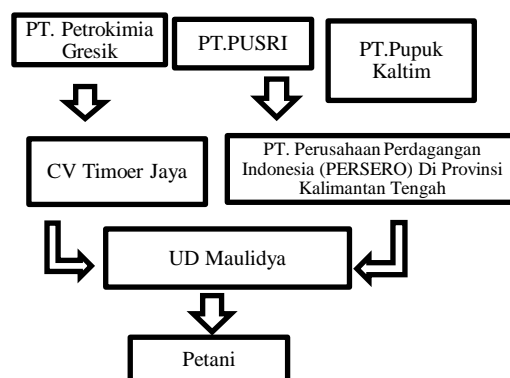 PT. Petrokimia
Gresik
PT.PUSRI
PT.Pupuk
Kaltim
CV Timoer Jaya
PT. Perusahaan Perdagangan
Indonesia (PERSERO) Di Provinsi
Kalimantan Tengah
UD Maulidya
Petani